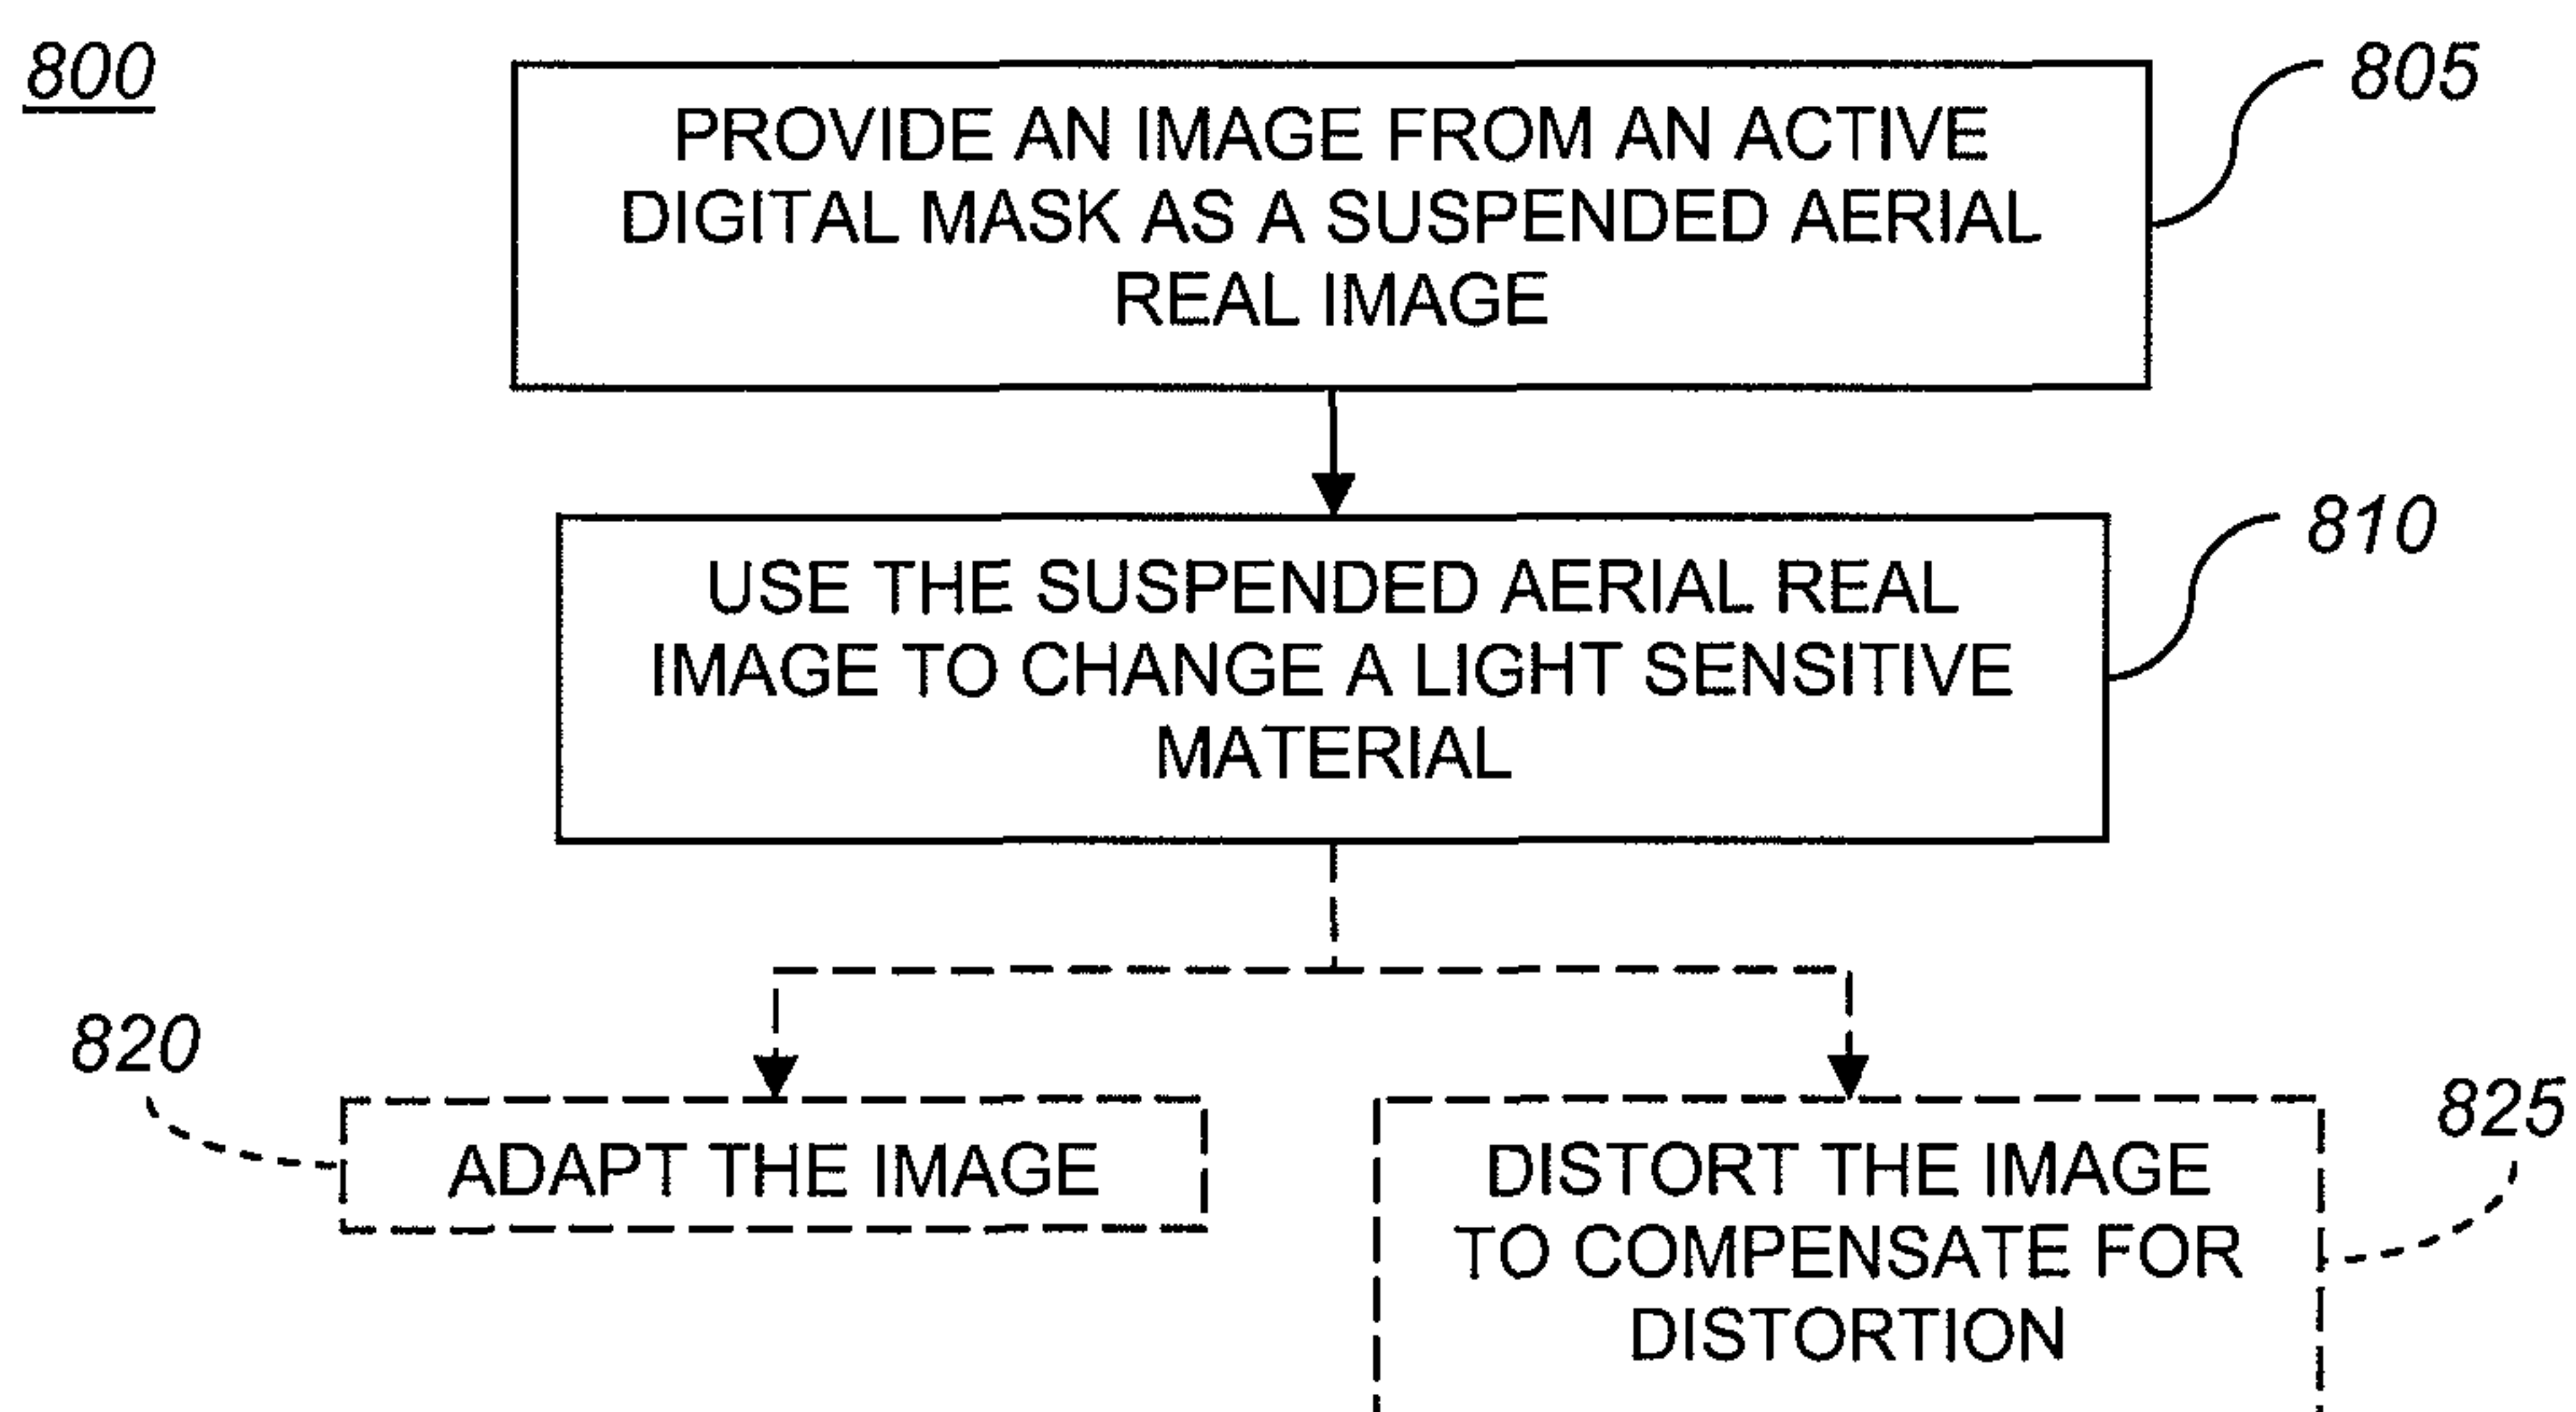 800
805
PROVIDE AN IMAGE FROM AN ACTIVE
DIGITAL MASK AS A SUSPENDED AERIAL
REAL IMAGE
810
USE THE SUSPENDED AERIAL REAL
IMAGE TO CHANGE A LIGHT SENSITIVE
MATERIAL
820
ADAPT THE IMAGE
825
DISTORT THE IMAGE
TO COMPENSATE FOR
DISTORTION